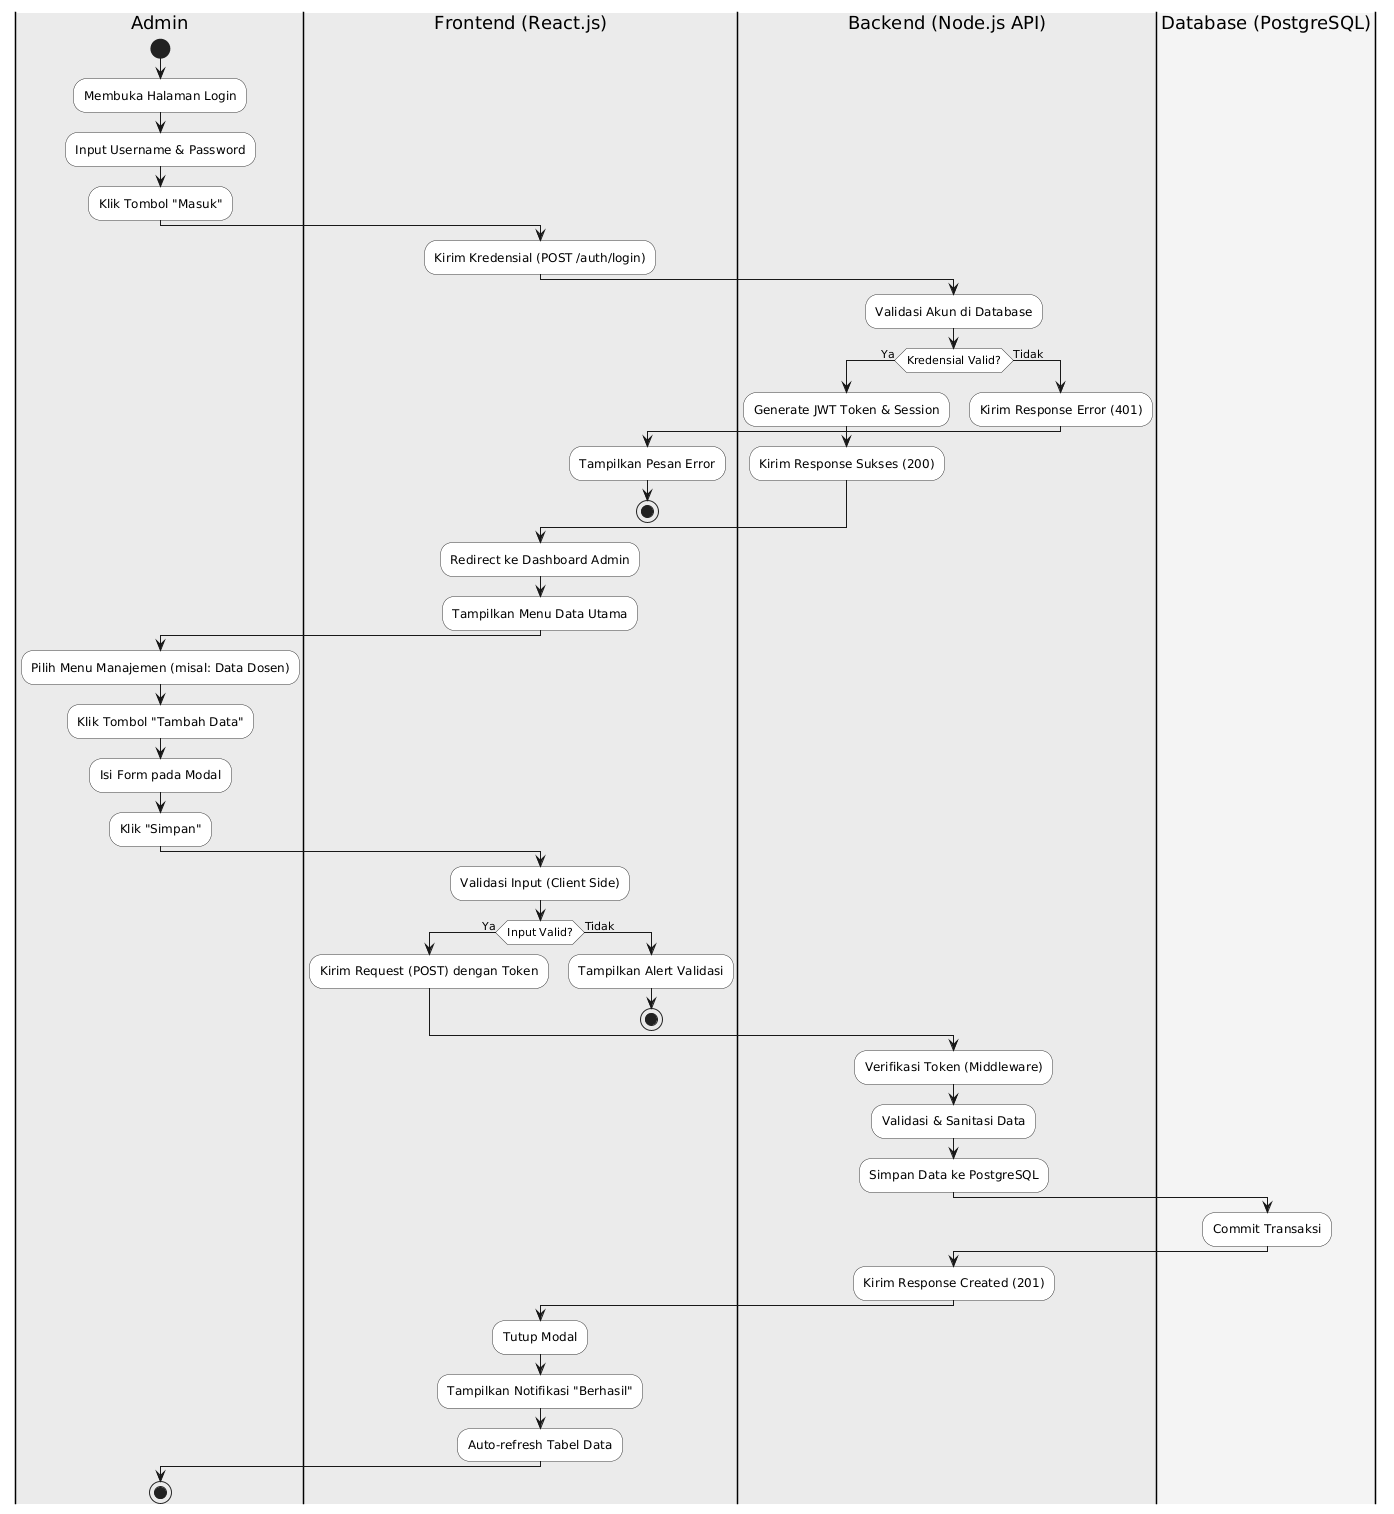 Admin
Frontend (React.js)
Backend (Node.js API)
Database (PostgreSQL)
Membuka Halaman Login
Input Username & Password
Klik Tombol "Masuk"
Kirim Kredensial (POST /auth/login)
Validasi Akun di Database
Ya
Kredensial Valid?
Tidak
Generate JWT Token & Session
Kirim Response Error (401)
Tampilkan Pesan Error
Kirim Response Sukses (200)
Redirect ke Dashboard Admin
Tampilkan Menu Data Utama
Pilih Menu Manajemen (misal: Data Dosen)
Klik Tombol "Tambah Data"
Isi Form pada Modal
Klik "Simpan"
Validasi Input (Client Side)
Ya
Input Valid?
Tidak
Kirim Request (POST) dengan Token
Tampilkan Alert Validasi
Verifikasi Token (Middleware)
Validasi & Sanitasi Data
Simpan Data ke PostgreSQL
Commit Transaksi
Kirim Response Created (201)
Tutup Modal
Tampilkan Notifikasi "Berhasil"
Auto-refresh Tabel Data